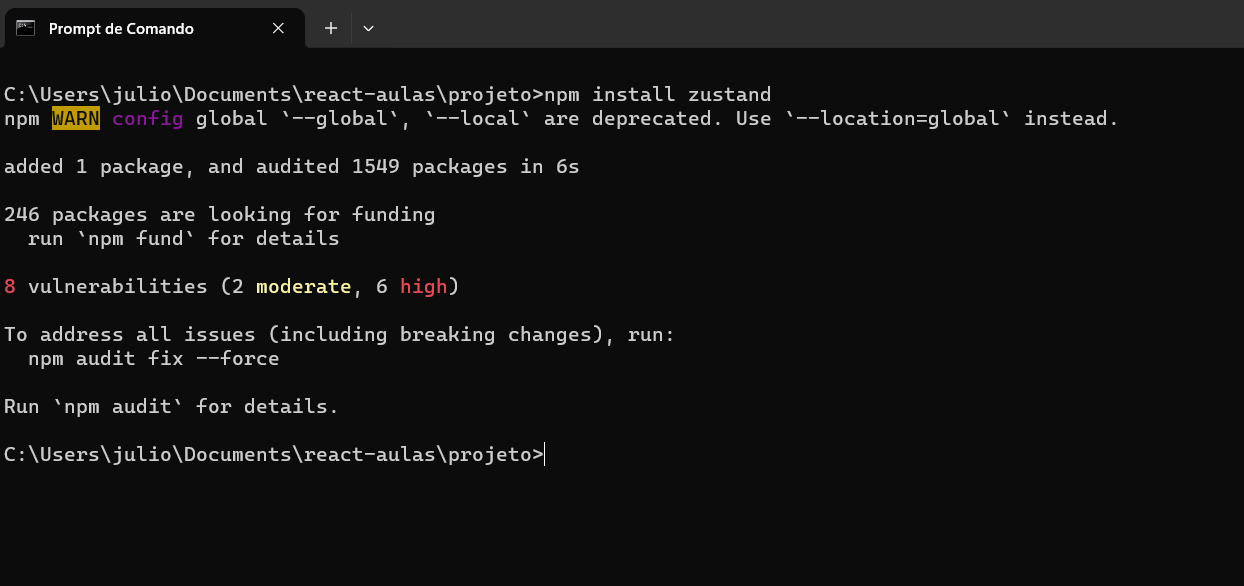 Prompt de Comando
C:\Users\julio\Documents\react-aulas\projeto>npm install zustand
npm WARN config global `--global`, `--local` are deprecated. Use `--location=global` instead.
added 1 package, and audited 1549 packages in 6s
246 packages are looking for funding
  run `npm fund` for details
8 vulnerabilities (2 moderate, 6 high)
To address all issues (including breaking changes), run:
  npm audit fix --force
Run `npm audit` for details.
C:\Users\julio\Documents\react-aulas\projeto>